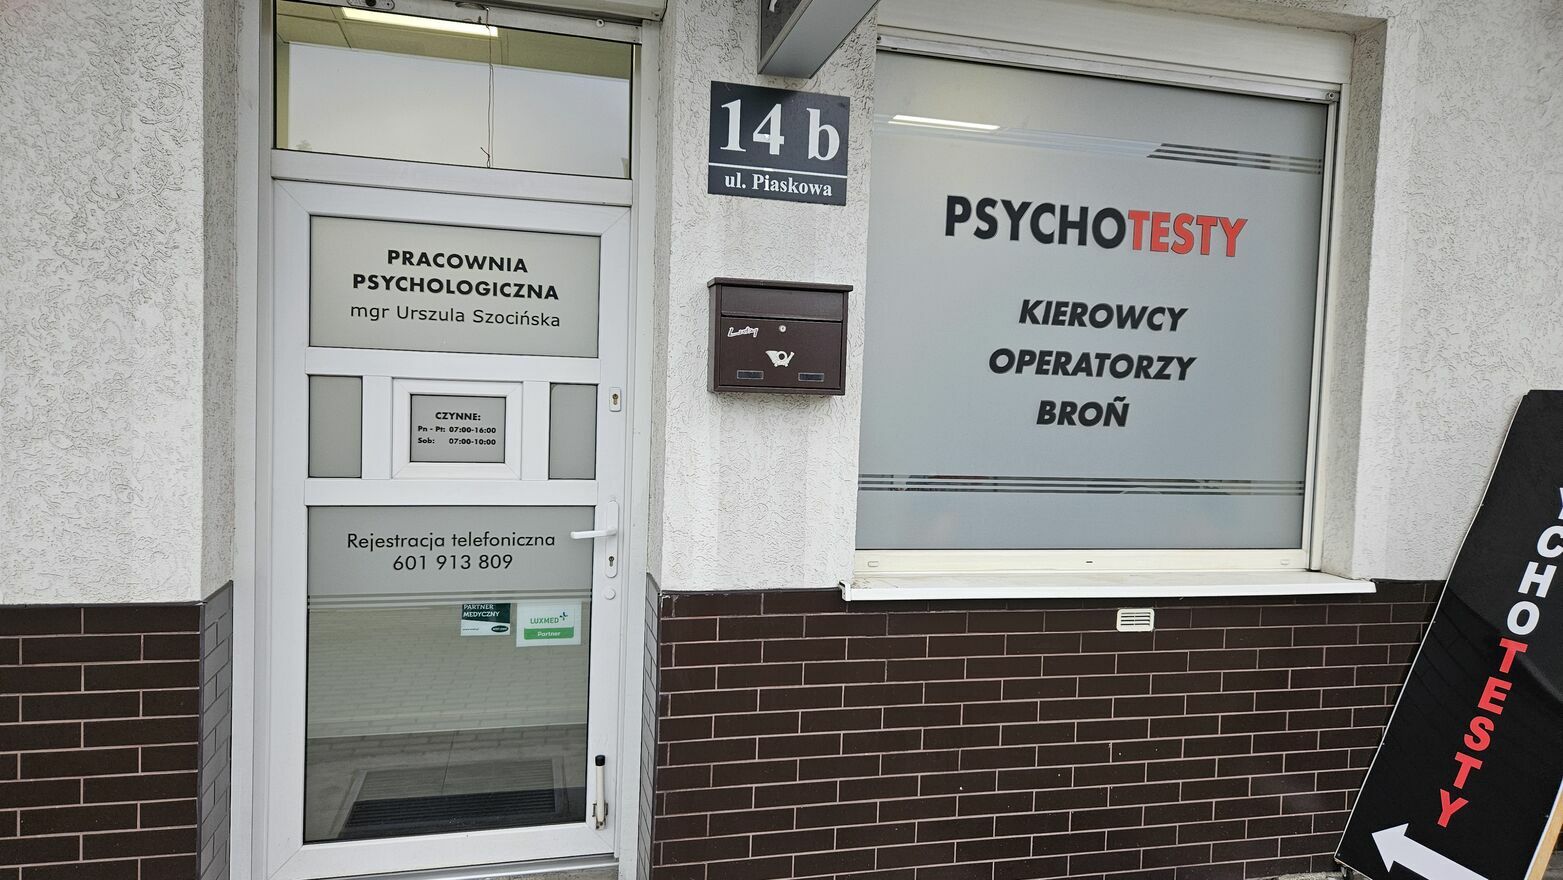 14 b
ul. Piaskowa
PRACOWNIA
PSYCHOLOGICZNA
mgr Urszula Szocińska
CZYNNE:
Pn - Pt: 07:00-16:00
Sob: 07:00-10:00
Rejestracja telefoniczna
601 913 809
PARTNER
MEDYCZNY
LUXMED
Partner
PSYCHOTESTY
KIEROWCY
OPERATORZY
BROÑ
YCHOTESTY